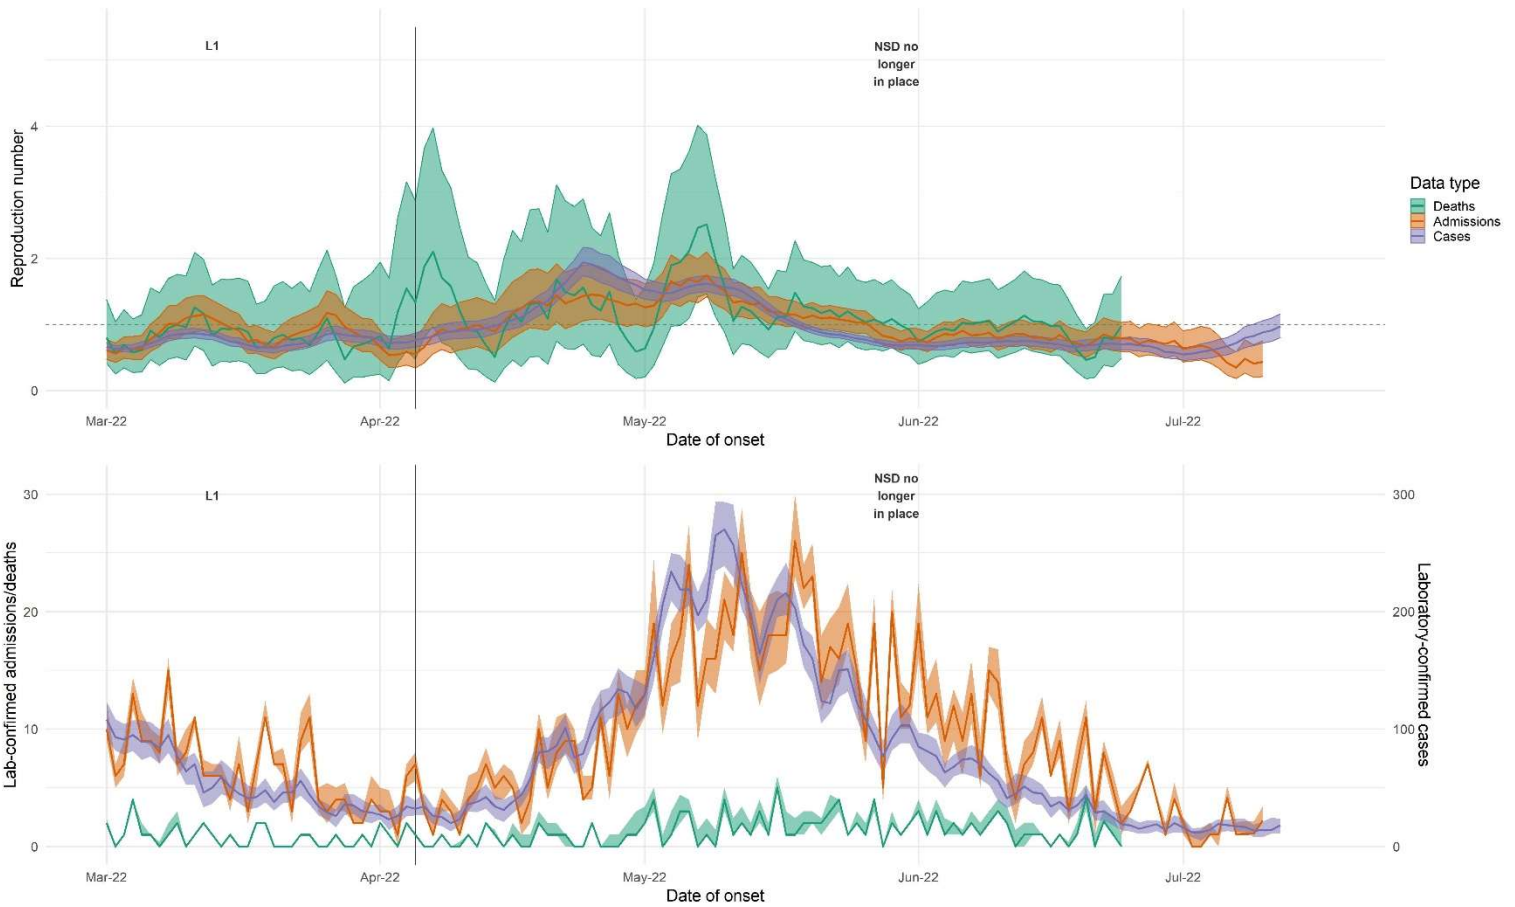 L1
NSD no
longer
in place
Reproduction number
4
2
1
0
Mar-22
Apr-22
May-22
Jun-22
Jul-22
Date of onset
Data type
Deaths
Admissions
Cases
L1
NSD no
longer
in place
Lab-confirmed admissions/deaths
30
20
10
0
Laboratory-confirmed cases
300
200
100
0
Mar-22
Apr-22
May-22
Jun-22
Jul-22
Date of onset